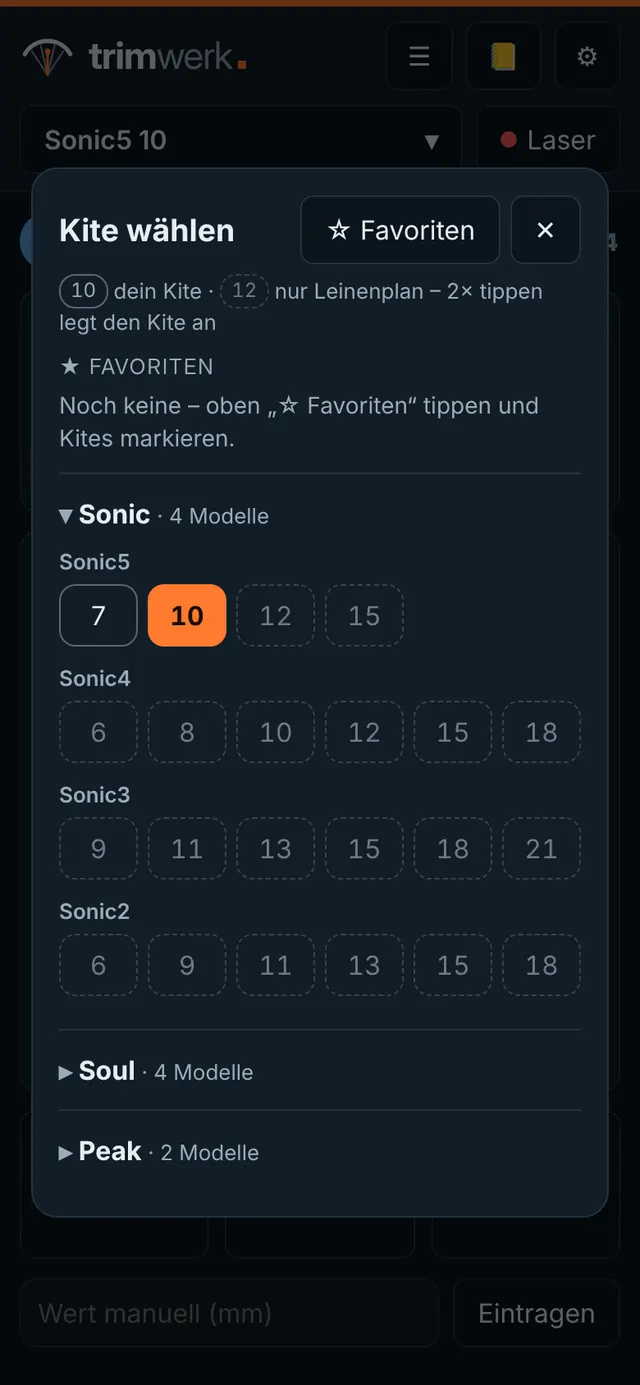 trimwerk.
Sonic5 10 ▼
Laser
Kite wählen
☆ Favoriten
×
10 dein Kite · 12 nur Leinenplan – 2× tippen
legt den Kite an
★ FAVORITEN
Noch keine – oben „☆ Favoriten“ tippen und
Kites markieren.
▼ Sonic · 4 Modelle
Sonic5
7 10 12 15
Sonic4
6 8 10 12 15 18
Sonic3
9 11 13 15 18 21
Sonic2
6 9 11 13 15 18
▶ Soul · 4 Modelle
▶ Peak · 2 Modelle
Wert manuell (mm)
Eintragen